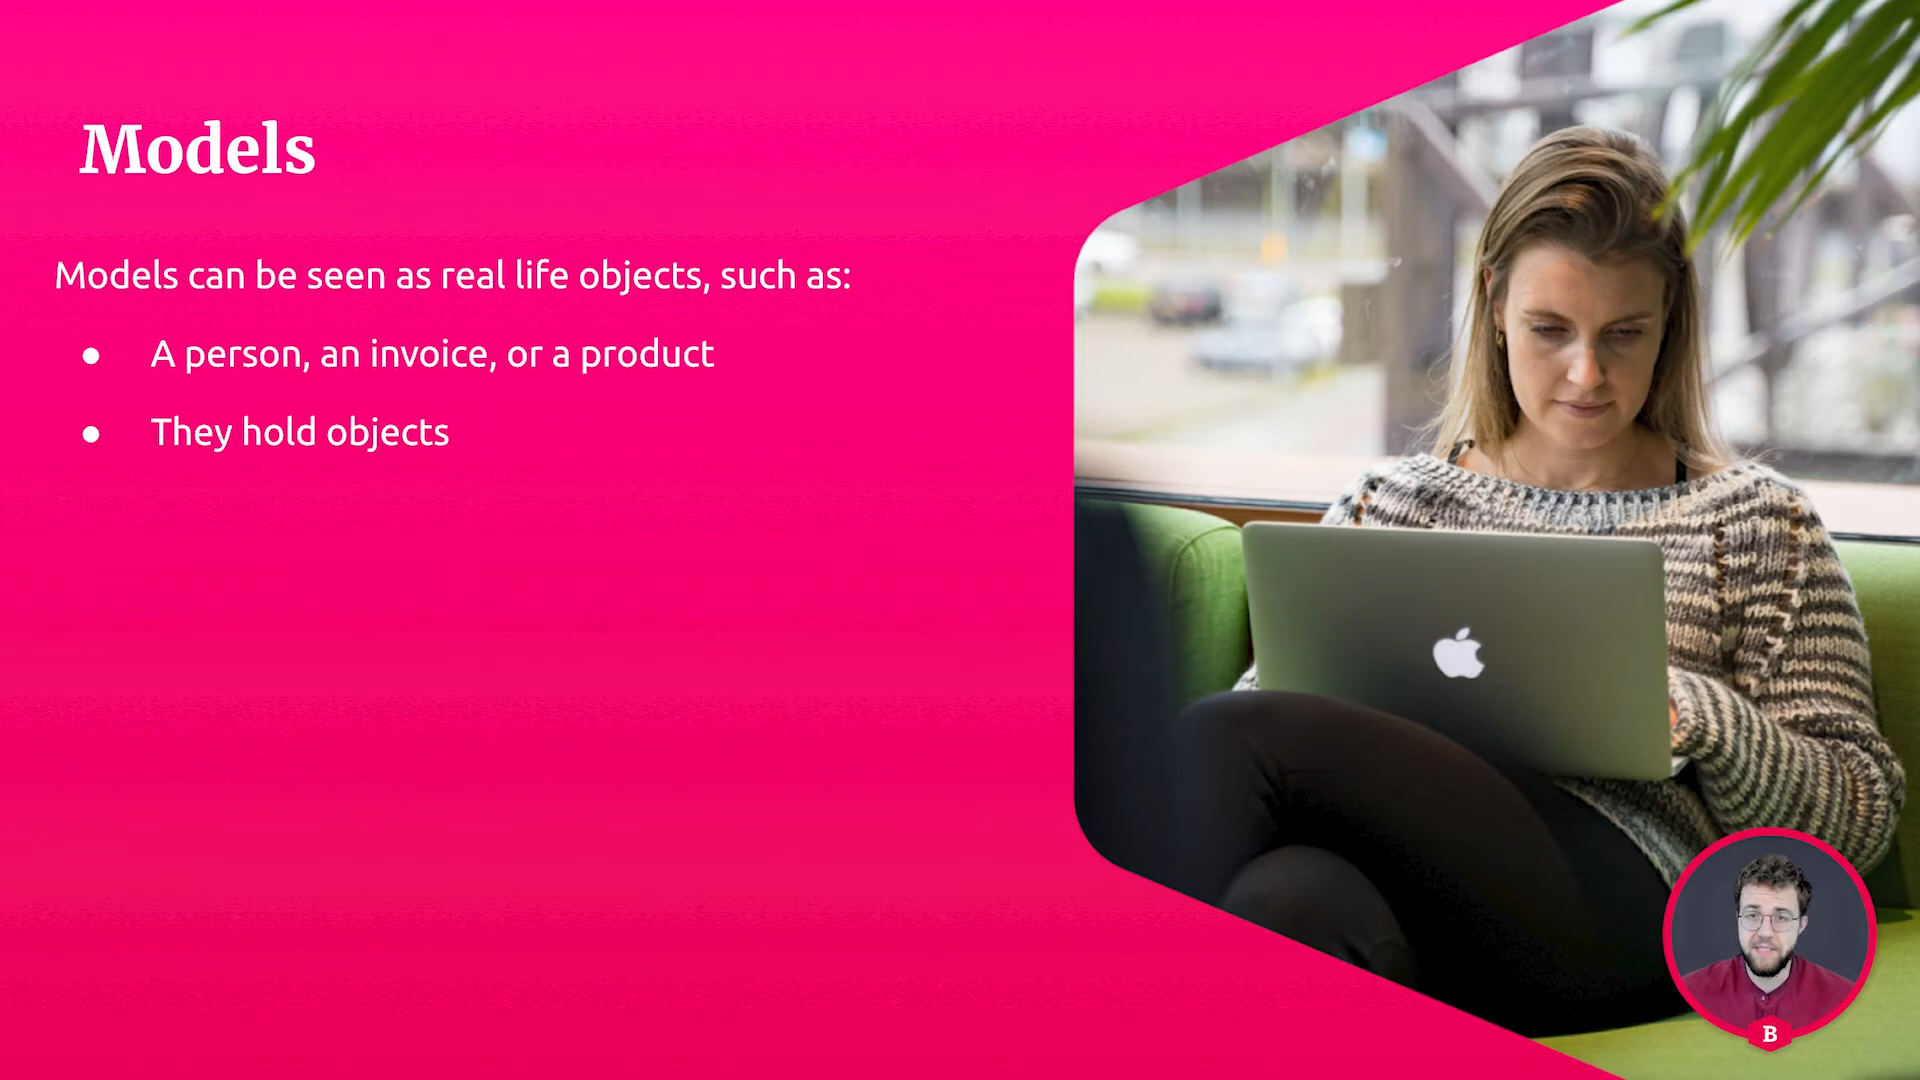 Models
Models can be seen as real life objects, such as:
● A person, an invoice, or a product
● They hold objects
B